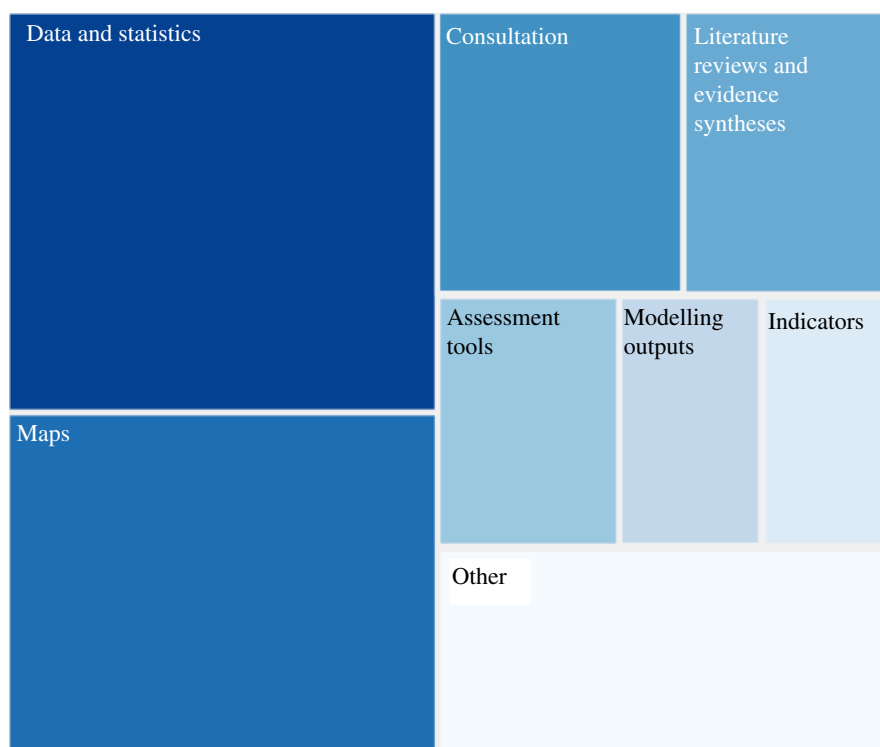 Data and statistics
Consultation
Literature
reviews and
evidence
syntheses
Maps
Assessment
tools
Modelling
outputs
Indicators
Other